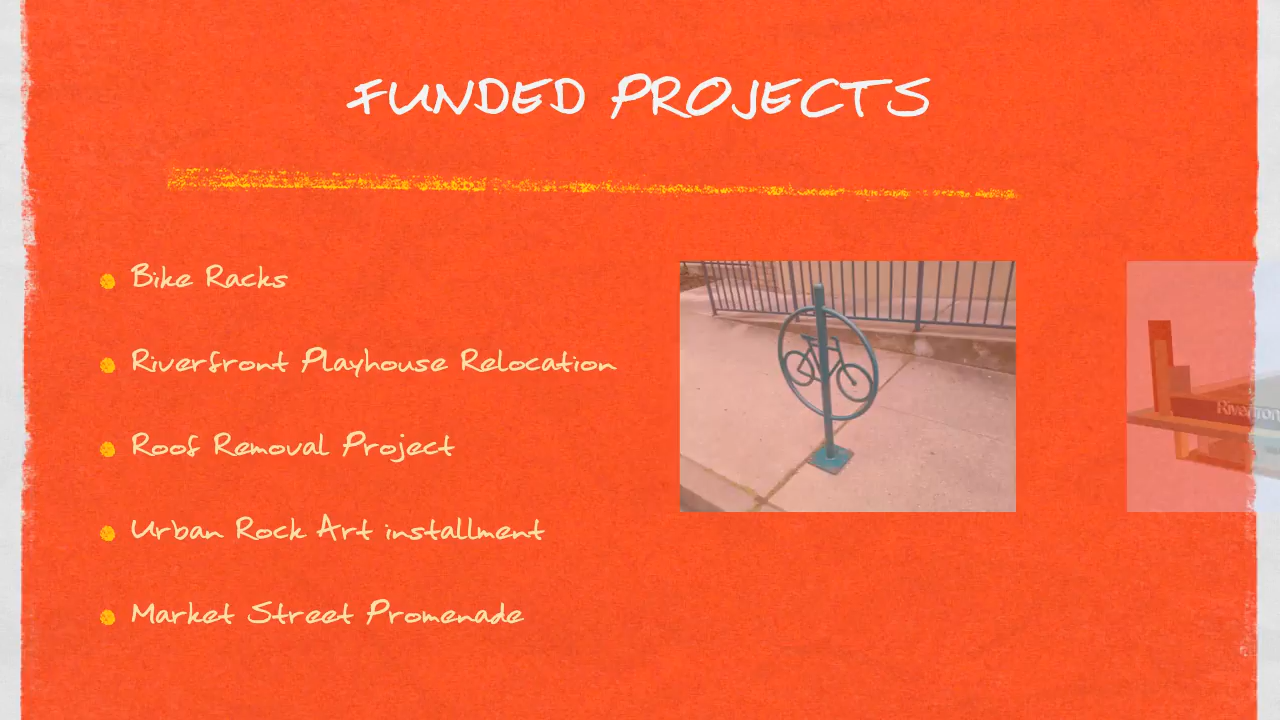 FUNDED PROJECTS
Bike Racks
Riverfront Playhouse Relocation
Roof Removal Project
Urban Rock Art installment
Market Street Promenade